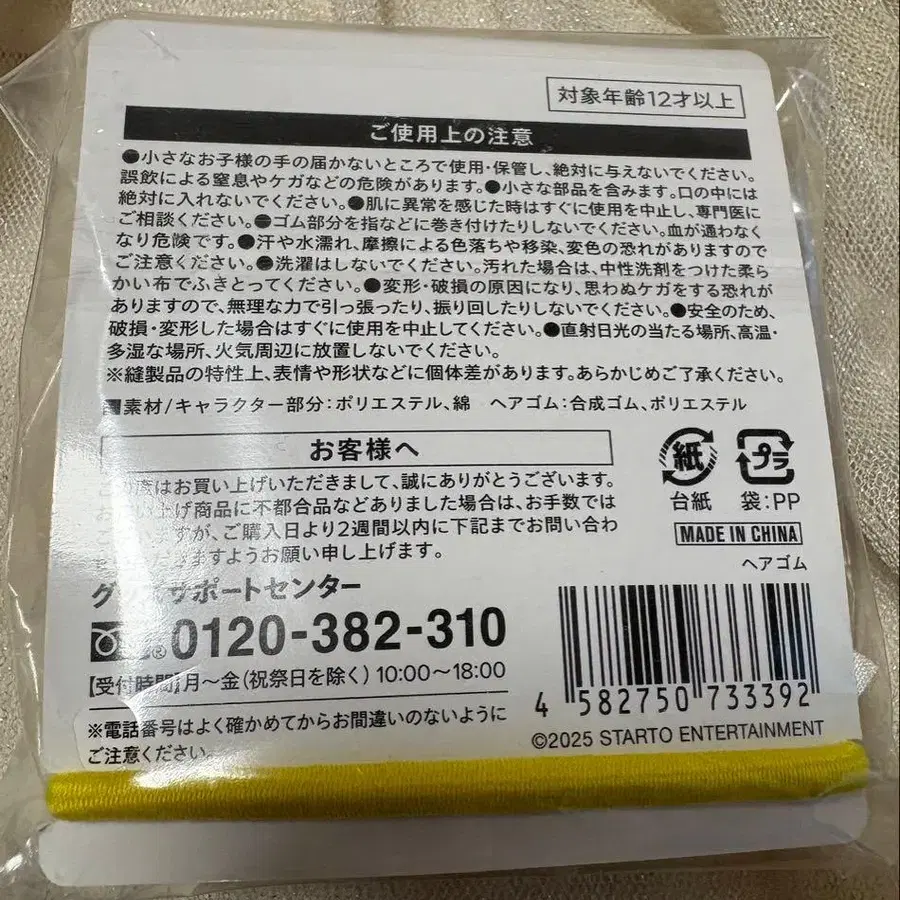 対象年齢12才以上
ご使用上の注意
●小さなお子様の手の届かないところで使用・保管し、絶対に与えないでください。
誤飲による窒息やケガなどの危険があります。●小さな部品を含みます。口の中には
絶対に入れないでください。●肌に異常を感じた時はすぐに使用を中止し、専門医に
ご相談ください。●ゴム部分を指などに巻き付けたりしないでください。血が通わなく
なり危険です。●汗や水濡れ、摩擦による色落ちや移染、変色の恐れがありますので
ご注意ください。●洗濯はしないでください。汚れた場合は、中性洗剤をつけた柔ら
かい布でふきとってください。●変形・破損の原因になり、思わぬケガをする恐れが
ありますので、無理な力で引っ張ったり、振り回したりしないでください。●安全のため、
破損・変形した場合はすぐに使用を中止してください。●直射日光の当たる場所、高温・
多湿な場所、火気周辺に放置しないでください。
※縫製品の特性上、表情や形状などに個体差があります。あらかじめご了承ください。
■素材/キャラクター部分:ポリエステル、綿 ヘアゴム:合成ゴム、ポリエステル
お客様へ
度はお買い上げいただきまして、誠にありがとうございます。
い上げ商品に不都合品などありました場合は、お手数では
ますが、ご購入日より2週間以内に下記までお問い合わ
ますようお願い申し上げます。
紙
プラ
台紙 袋:PP
MADE IN CHINA
ヘアゴム
グッズサポートセンター
®0120-382-310
【受付時間】月〜金(祝祭日を除く) 10:00〜18:00
※電話番号はよく確かめてからお間違いのないように
ご注意ください。
4 582750 733392
©2025 STARTO ENTERTAINMENT